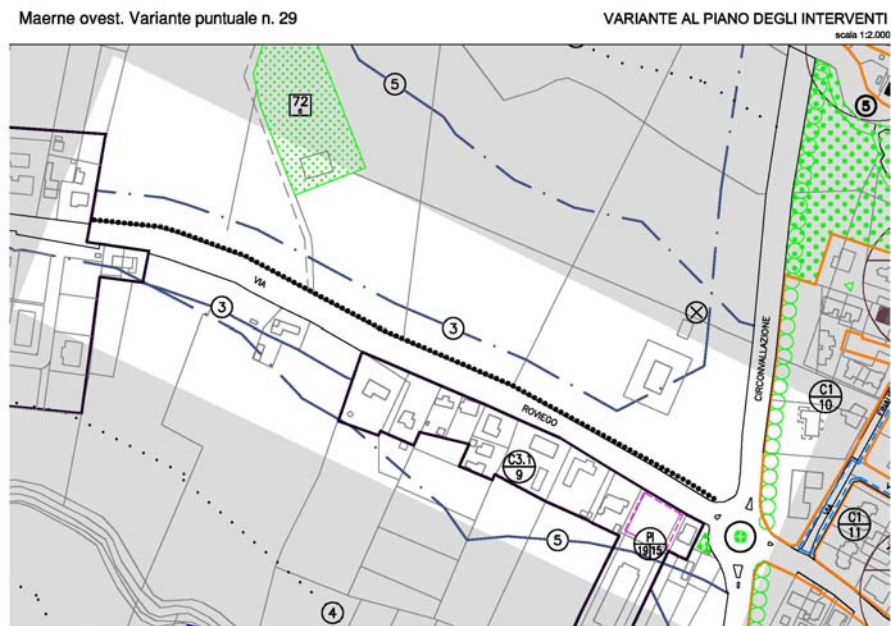 Maerne ovest. Variante puntuale n. 29
VARIANTE AL PIANO DEGLI INTERVENTI
scala 1:2.000
72
6
5
5
3
3
VIA
ROVIEGO
CIRCONVALLAZIONE
C1
10
C3.1
9
C1
11
PI
19 15
5
4